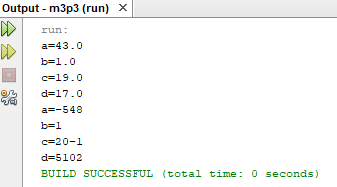 Output - m3p3 (run) ×
run:
a=43.0
b=1.0
c=19.0
d=17.0
a=-548
b=1
c=20-1
d=5102
BUILD SUCCESSFUL (total time: 0 seconds)